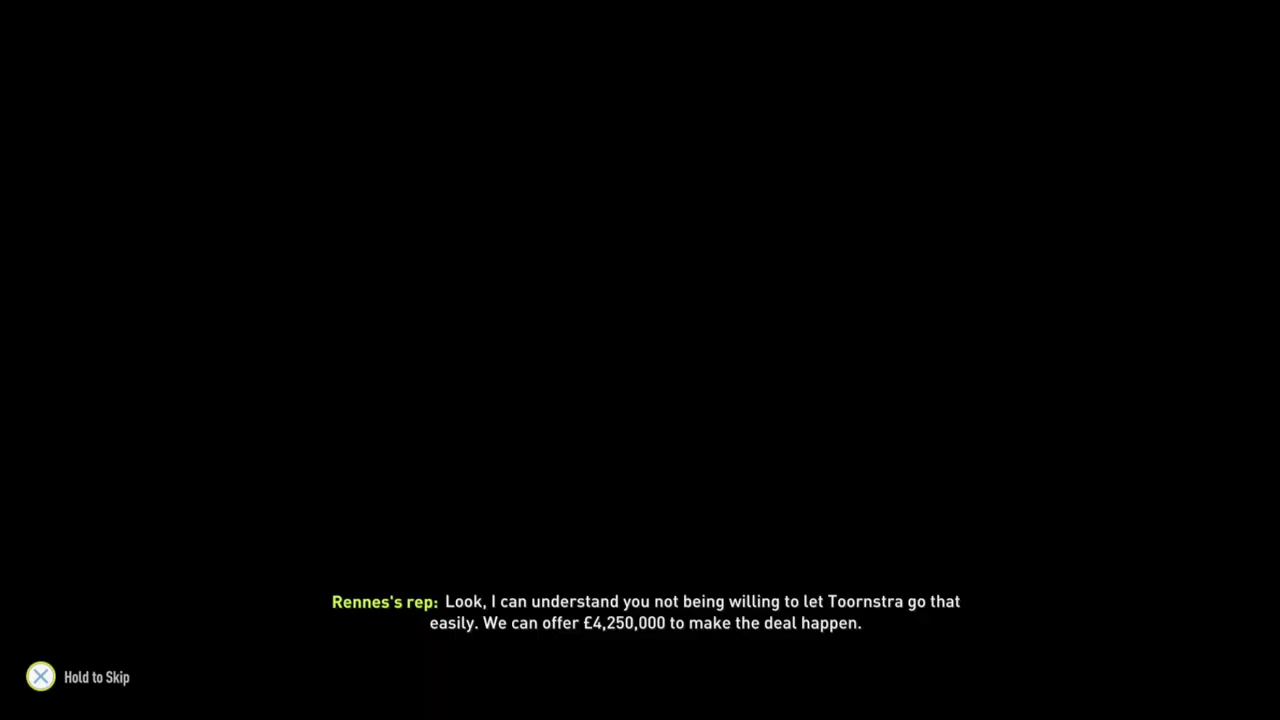 Rennes's rep: Look, I can understand you not being willing to let Toornstra go that
easily. We can offer £4,250,000 to make the deal happen.
Hold to Skip